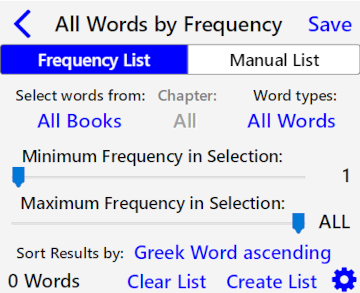 All Words by Frequency Save
Frequency List Manual List
Select words from: Chapter: Word types:
All Books All All Words
Minimum Frequency in Selection:
1
Maximum Frequency in Selection:
ALL
Sort Results by: Greek Word ascending
0 Words Clear List Create List